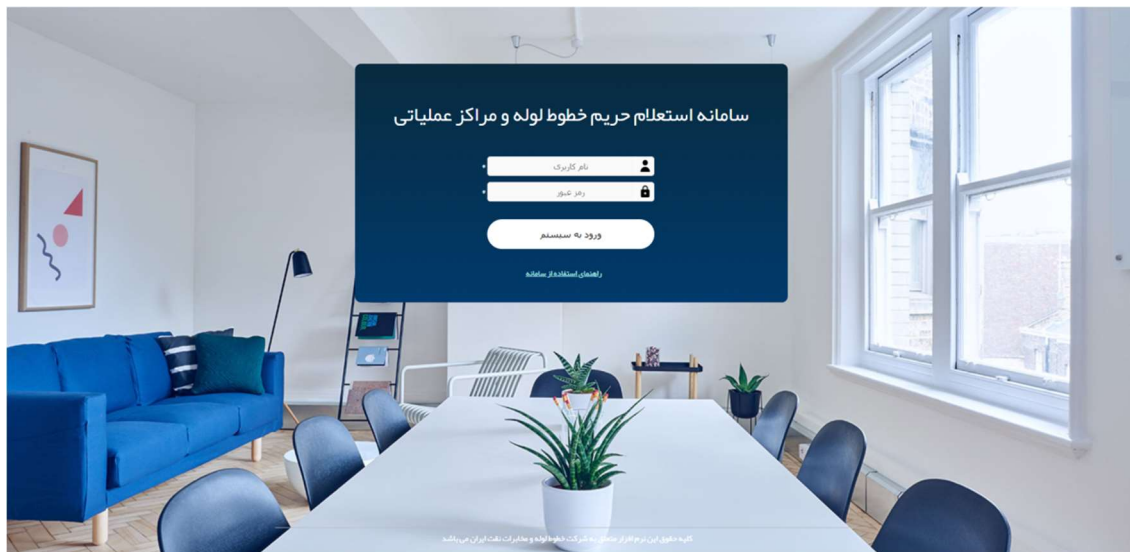 سامانه استعلام حریم خطوط لوله و مراکز عملیاتی
نام کاربری
*
رمز عبور
*
ورود به سیستم
راهنمای استفاده از سامانه
کلیه حقوق این نرم افزار متعلق به شرکت خطوط لوله و مخابرات نفت ایران می باشد